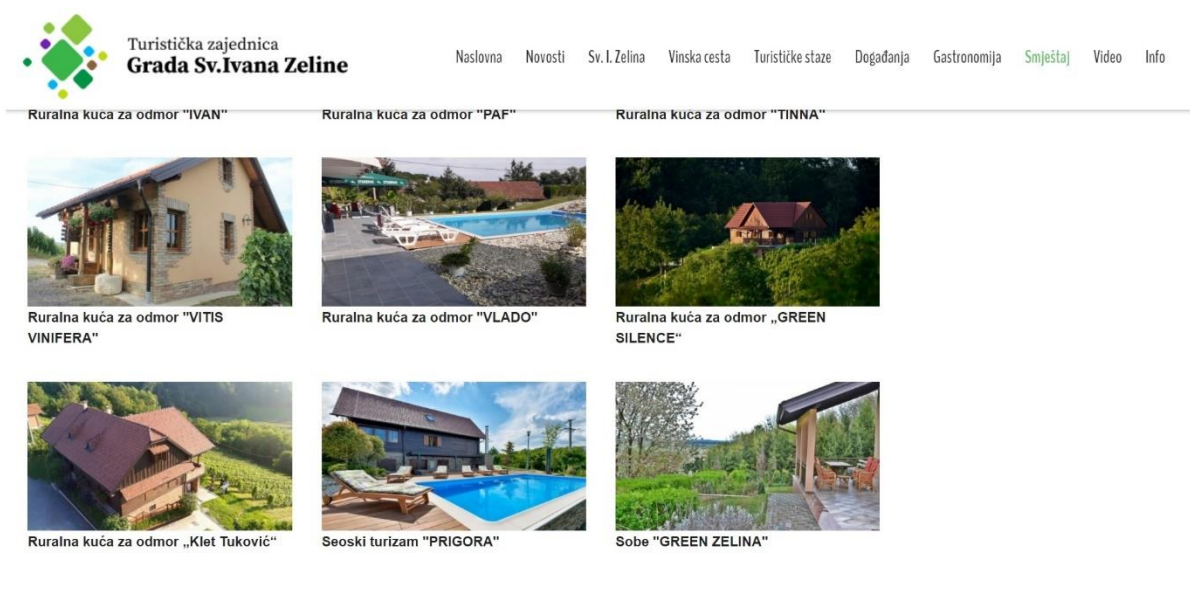 Turistička zajednica
Grada Sv.Ivana Zeline
Naslovna Novosti Sv. I. Zelina Vinska cesta Turističke staze Događanja Gastronomija Smještaj Video Info
Ruralna kuća za odmor "IVAN" Ruralna kuća za odmor "PAF" Ruralna kuća za odmor "TINNA"
Ruralna kuća za odmor "VITIS
VINIFERA"
Ruralna kuća za odmor "VLADO"
Ruralna kuća za odmor „GREEN
SILENCE“
Ruralna kuća za odmor „Klet Tuković“
Seoski turizam "PRIGORA"
Sobe "GREEN ZELINA"